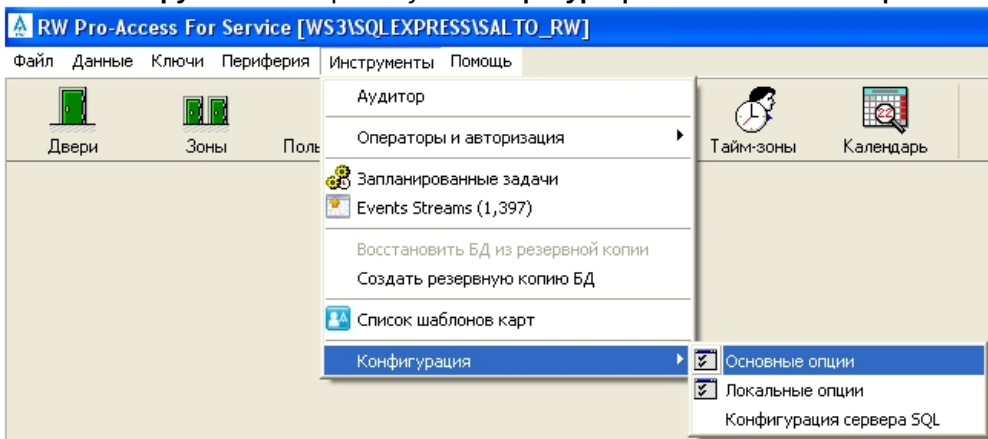 RW Pro-Access For Service [WS3\SQLEXPRESS\SALTO_RW]
Файл Данные Ключи Периферия Инструменты Помощь
Двери Зоны Поль Тайм-зоны Календарь
22
Аудитор
Операторы и авторизация
Запланированные задачи
Events Streams (1,397)
Восстановить БД из резервной копии
Создать резервную копию БД
Список шаблонов карт
Конфигурация
Основные опции
Локальные опции
Конфигурация сервера SQL